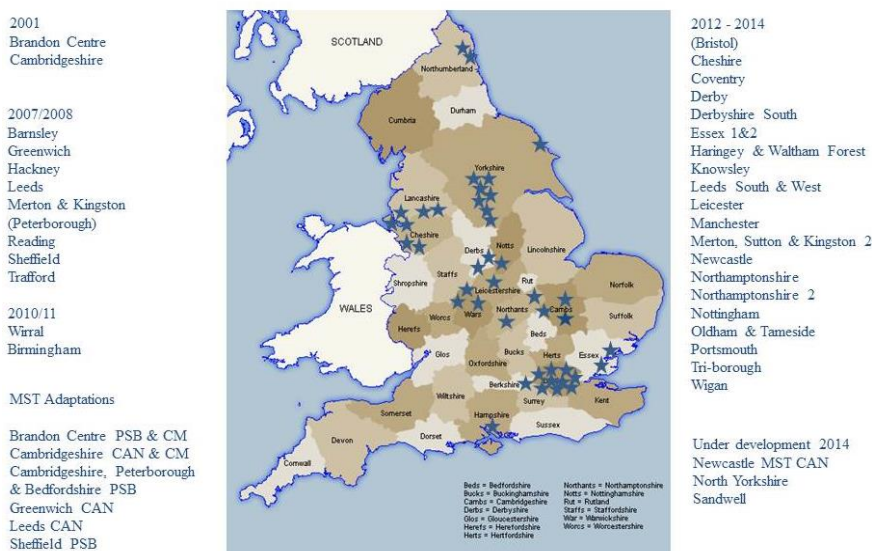 2001
Brandon Centre
Cambridgeshire
2007/2008
Barnsley
Greenwich
Hackney
Leeds
Merton & Kingston
(Peterborough)
Reading
Sheffield
Trafford
2010/11
Wirral
Birmingham
MST Adaptations
Brandon Centre PSB & CM
Cambridgeshire CAN & CM
Cambridgeshire, Peterborough
& Bedfordshire PSB
Greenwich CAN
Leeds CAN
Sheffield PSB
SCOTLAND
Northumberland
Durham
Cumbria
Yorkshire
Lancashire
Cheshire
Derbs
Notts
Lincolnshire
Shropshire
Staffs
Leicestershire
Rut
Norfolk
WALES
Worcs
Wars
Northants
Cambs
Suffolk
Herefs
Beds
Glos
Oxfordshire
Bucks
Herts
Essex
Wiltshire
Berkshire
Surrey
Kent
Somerset
Hampshire
Sussex
Devon
Dorset
Cornwall
Beds = Bedfordshire
Bucks = Buckinghamshire
Cambs = Cambridgeshire
Derbs = Derbyshire
Glos = Gloucestershire
Herefs = Herefordshire
Herts = Hertfordshire
Northants = Northamptonshire
Notts = Nottinghamshire
Rut = Rutland
Staffs = Staffordshire
War = Warwickshire
Worcs = Worcestershire
2012 - 2014
(Bristol)
Cheshire
Coventry
Derby
Derbyshire South
Essex 1&2
Haringey & Waltham Forest
Knowsley
Leeds South & West
Leicester
Manchester
Merton, Sutton & Kingston 2
Newcastle
Northamptonshire
Northamptonshire 2
Nottingham
Oldham & Tameside
Portsmouth
Tri-borough
Wigan
Under development 2014
Newcastle MST CAN
North Yorkshire
Sandwell